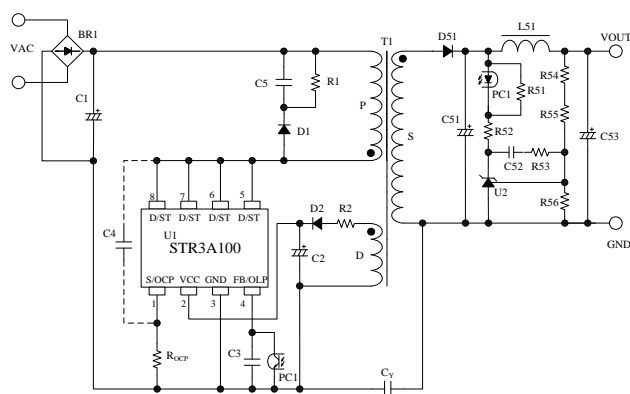 BR1
VAC
C1
C5
R1
D1
T1
P
S
D
D51
L51
VOUT
PC1
R51
R54
C51
R52
R55
C53
C52
R53
U2
R56
GND
C4
8
7
6
5
D/ST
D/ST
D/ST
D/ST
U1
STR3A100
S/OCP
VCC
GND
FB/OLP
1
2
3
4
D2
R2
C2
ROCP
C3
PC1
CY